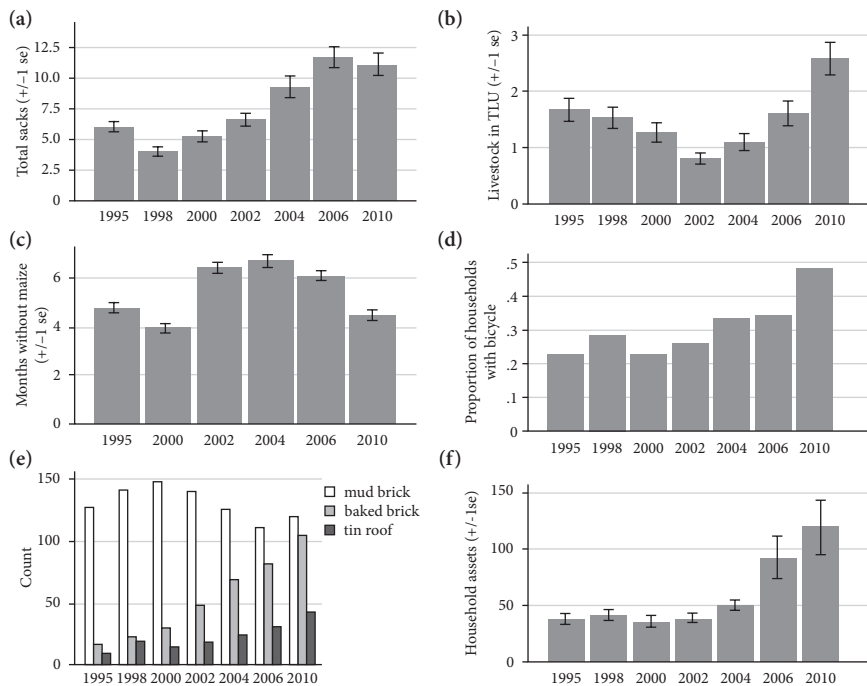 (a)
Total sacks (+/−1 se)
12.5
10.0
7.5
5.0
2.5
0
1995 1998 2000 2002 2004 2006 2010
(b)
Livestock in TLU (+/−1 se)
3
2
1
0
1995 1998 2000 2002 2004 2006 2010
(c)
Months without maize
(+/−1 se)
6
4
2
0
1995 2000 2002 2004 2006 2010
(d)
Proportion of households
with bicycle
.5
.4
.3
.2
.1
0
1995 1998 2000 2002 2004 2006 2010
(e)
Count
150
100
50
0
1995 1998 2000 2002 2004 2006 2010
mud brick
baked brick
tin roof
(f)
Household assets (+/−1se)
150
100
50
0
1995 1998 2000 2002 2004 2006 2010